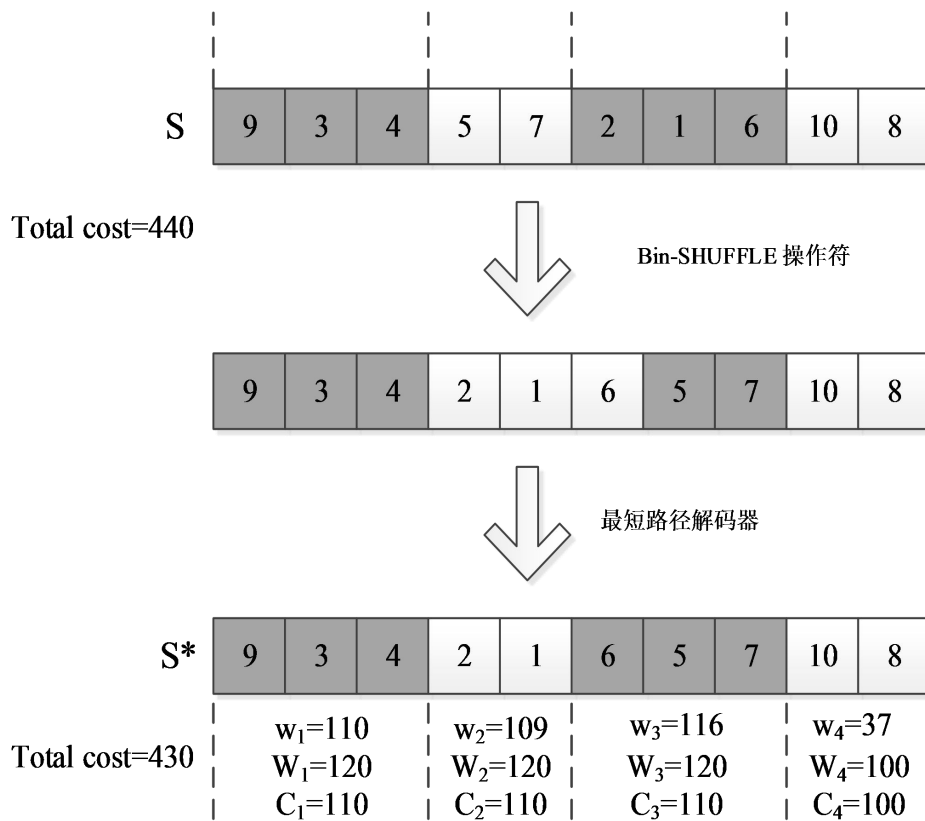 S 9 3 4 5 7 2 1 6 10 8
Total cost=440
Bin-SHUFFLE 操作符
9 3 4 2 1 6 5 7 10 8
最短路径解码器
S* 9 3 4 2 1 6 5 7 10 8
Total cost=430
w₁=110 w₂=109 w₃=116 w₄=37
W₁=120 W₂=120 W₃=120 W₄=100
C₁=110 C₂=110 C₃=110 C₄=100